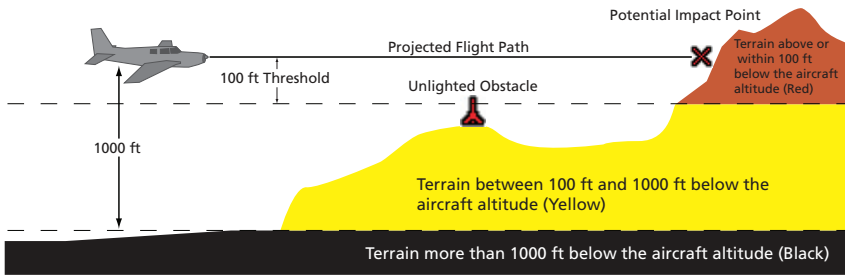 Potential Impact Point
Projected Flight Path
Terrain above or
within 100 ft
below the aircraft
altitude (Red)
100 ft Threshold
Unlighted Obstacle
1000 ft
Terrain between 100 ft and 1000 ft below the
aircraft altitude (Yellow)
Terrain more than 1000 ft below the aircraft altitude (Black)